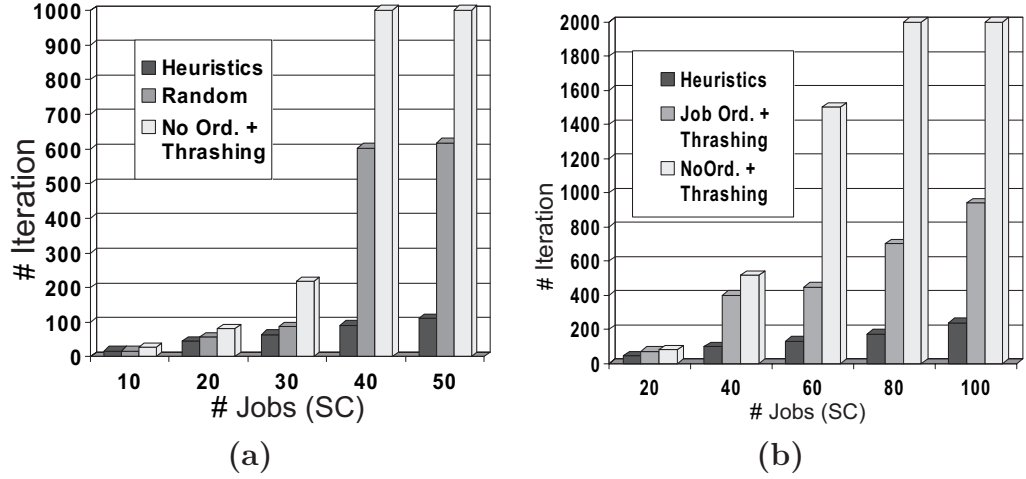 1000
900
800
700
600
500
400
300
200
100
0
# Iteration
Heuristics
Random
No Ord. +
Thrashing
10 20 30 40 50
# Jobs (SC)
(a)
2000
1800
1600
1400
1200
1000
800
600
400
200
0
# Iteration
Heuristics
Job Ord. +
Thrashing
NoOrd. +
Thrashing
20 40 60 80 100
# Jobs (SC)
(b)